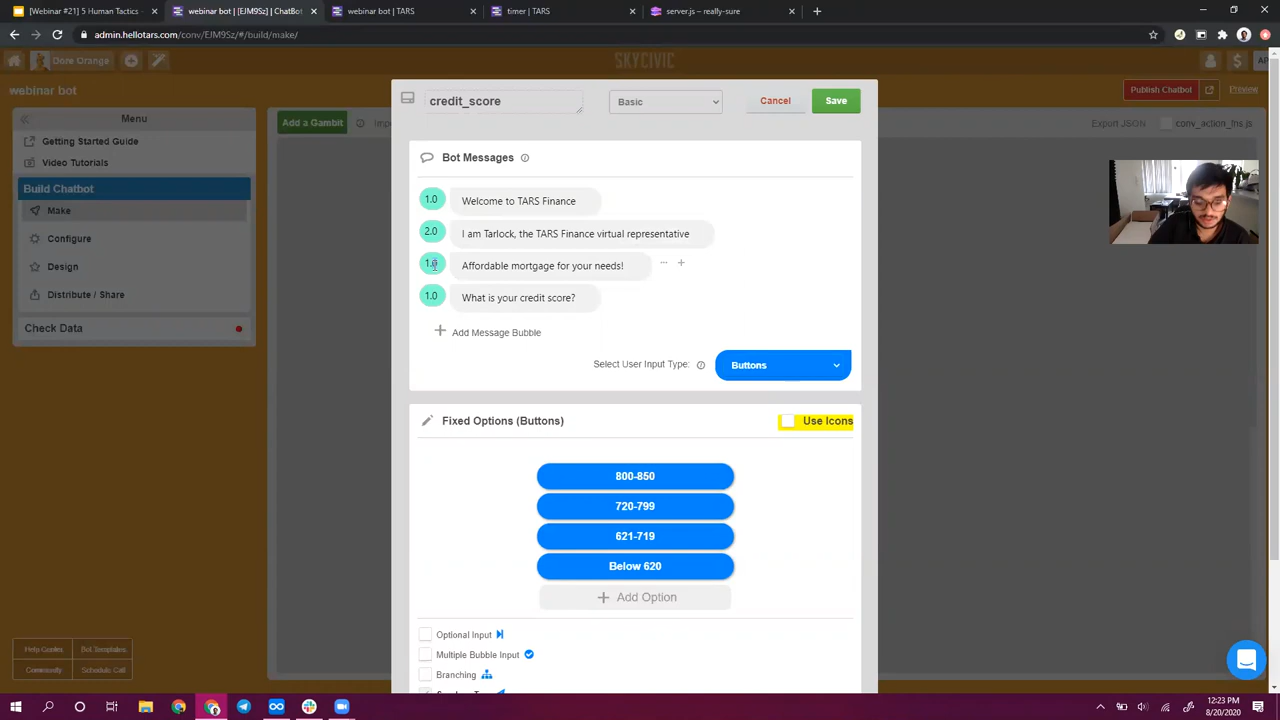 [Webinar #21] 5 Human Tactics -
webinar bot | [EJM9Sz] | ChatBot
webinar bot | TARS
timer | TARS
server.js – really-sure
admin.hellotars.com/conv/EJM9Sz/#/build/make/
Dore Orange
SKYCIVIC
AP
webinar bot
Publish Chatbot
Preview
Menu
Getting Started Guide
Video Tutorials
Build Chatbot
Make
Configure
Design
Distribute / Share
Check Data
Help Center
Bot Templates
Community
Schedule Call
Add a Gambit
Export JSON
conv_action_fns.js
credit_score
Basic
Cancel
Save
Bot Messages
1.0
Welcome to TARS Finance
2.0
I am Tarlock, the TARS Finance virtual representative
Affordable mortgage for your needs!
1.0
What is your credit score?
Add Message Bubble
Select User Input Type:
Buttons
Fixed Options (Buttons)
Use Icons
800-850
720-799
621-719
Below 620
Add Option
Optional Input
Multiple Bubble Input
Branching
12:23 PM
8/20/2020